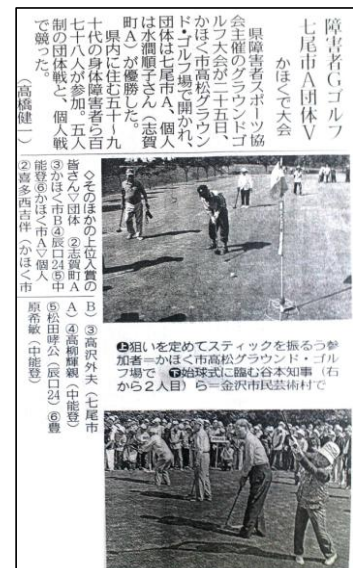 障害者Gゴルフ
七尾市A団体V
かほくで大会
県障害者スポーツ協
会主催のグラウンドゴ
ルフ大会が二十五日、
かほく市高松グラウン
ド・ゴルフ場で開かれ、
団体は七尾市A、個人
は水澗順子さん(志賀
町A)が優勝した。
県内に住む五十〜九
十代の身体障害者ら百
七十八人が参加。五人
制の団体戦と、個人戦
で競った。
(高橋健一)
◇そのほかの上位入賞の
皆さん▽団体 ②志賀町A
③かほく市B④辰口24⑤中
能登⑥かほく市A▽個人
②喜多西吉伴(かほく市
B)③高沢外夫(七尾市
A)④高柳輝親(中能登)
⑤松田哮公(辰口24)⑥豊
原希敏(中能登)
上狙いを定めてスティックを振るう参
加者=かほく市高松グラウンド・ゴル
フ場で 下始球式に臨む谷本知事(右
から2人目)ら=金沢市民芸術村で